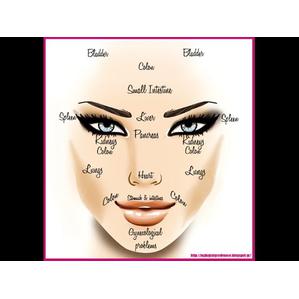 Bladder Bladder
Colon
Small Intestine
Spleen Liver Spleen
Pancreas
Kidneys Kidneys
Colon Colon
Lungs Heart Lungs
Colon Stomach & intestines Colon
Gynecological
problems